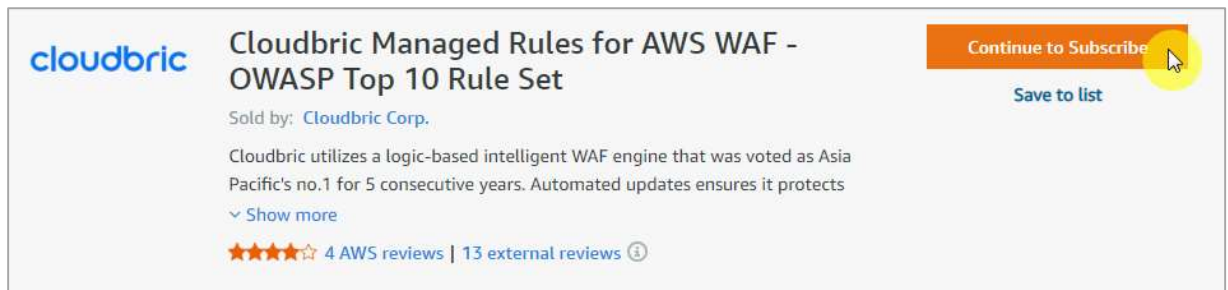 cloudbric
Cloudbric Managed Rules for AWS WAF -
OWASP Top 10 Rule Set
Sold by: Cloudbric Corp.
Cloudbric utilizes a logic-based intelligent WAF engine that was voted as Asia
Pacific's no.1 for 5 consecutive years. Automated updates ensures it protects
Show more
4 AWS reviews | 13 external reviews
Continue to Subscribe
Save to list